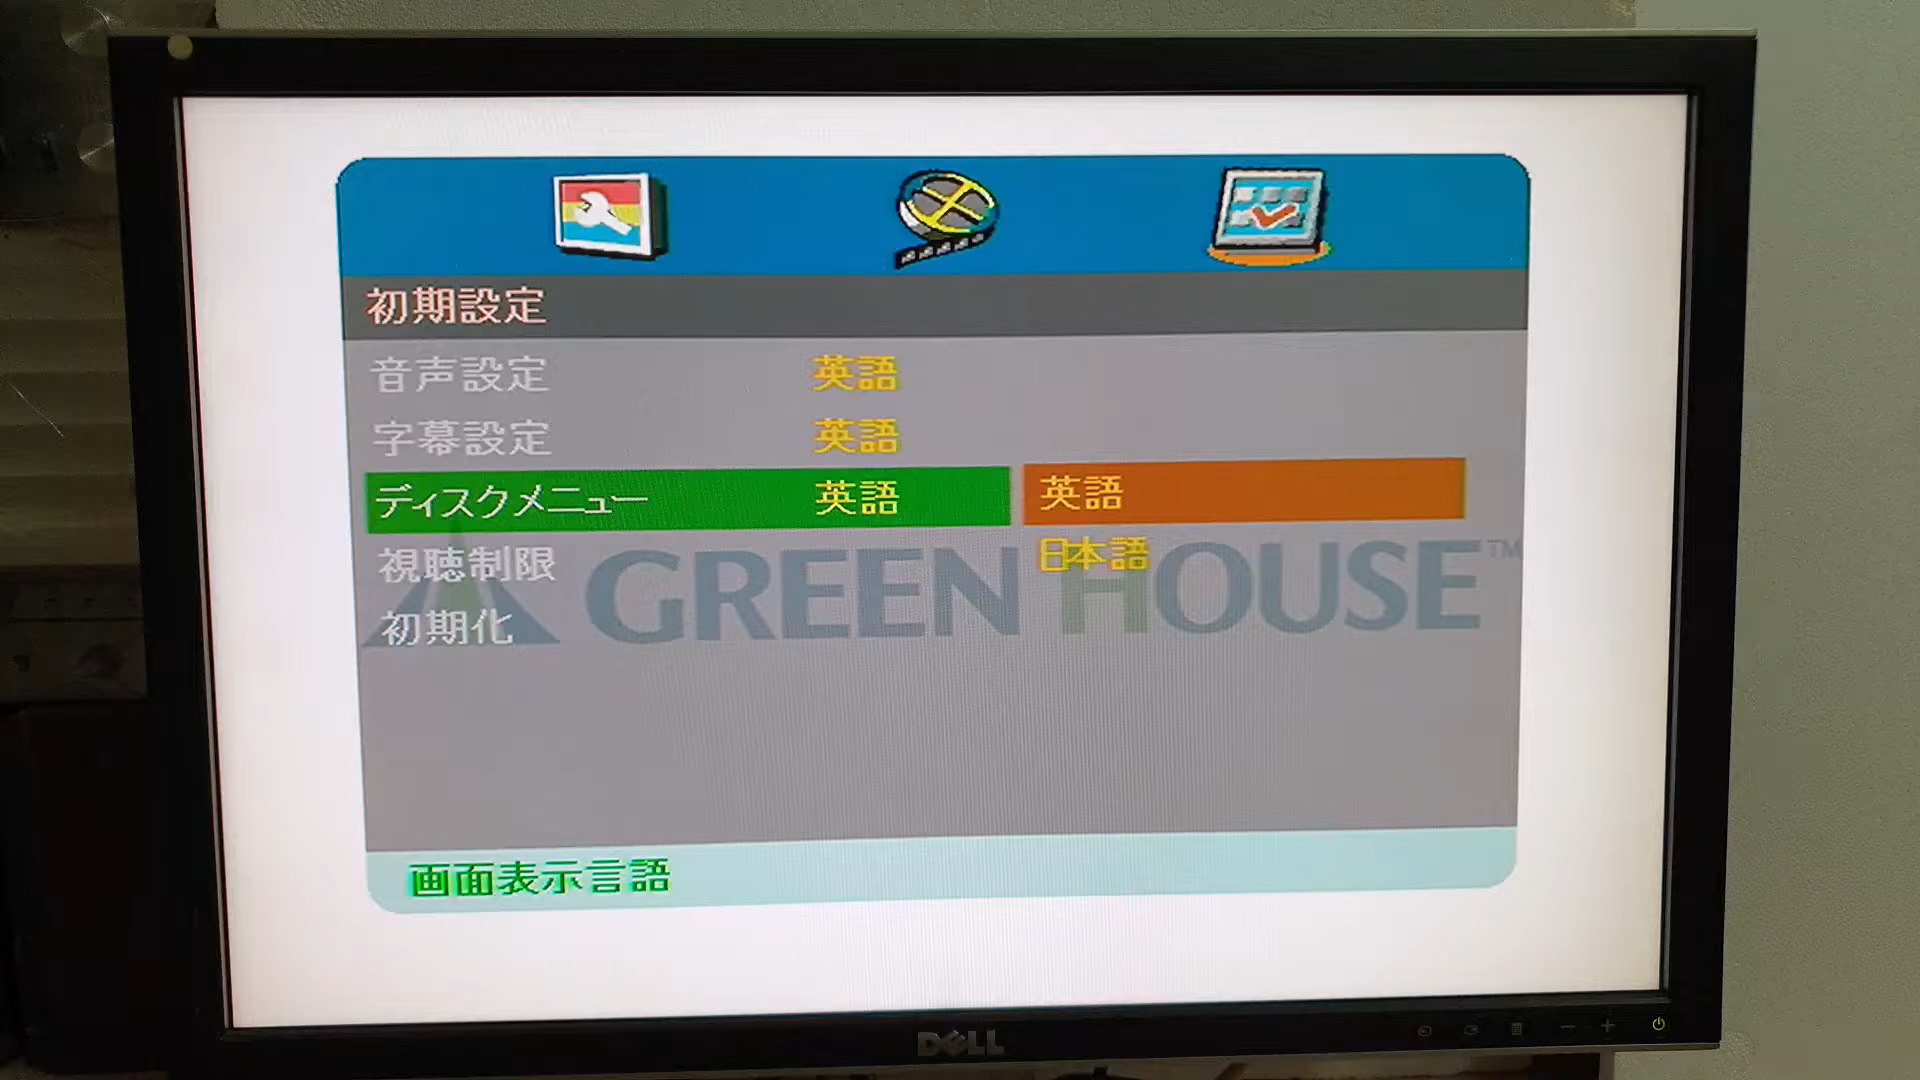 初期設定
音声設定 英語
字幕設定 英語
ディスクメニュー 英語 英語
視聴制限 日本語
初期化
GREEN HOUSE™
画面表示言語
DELL